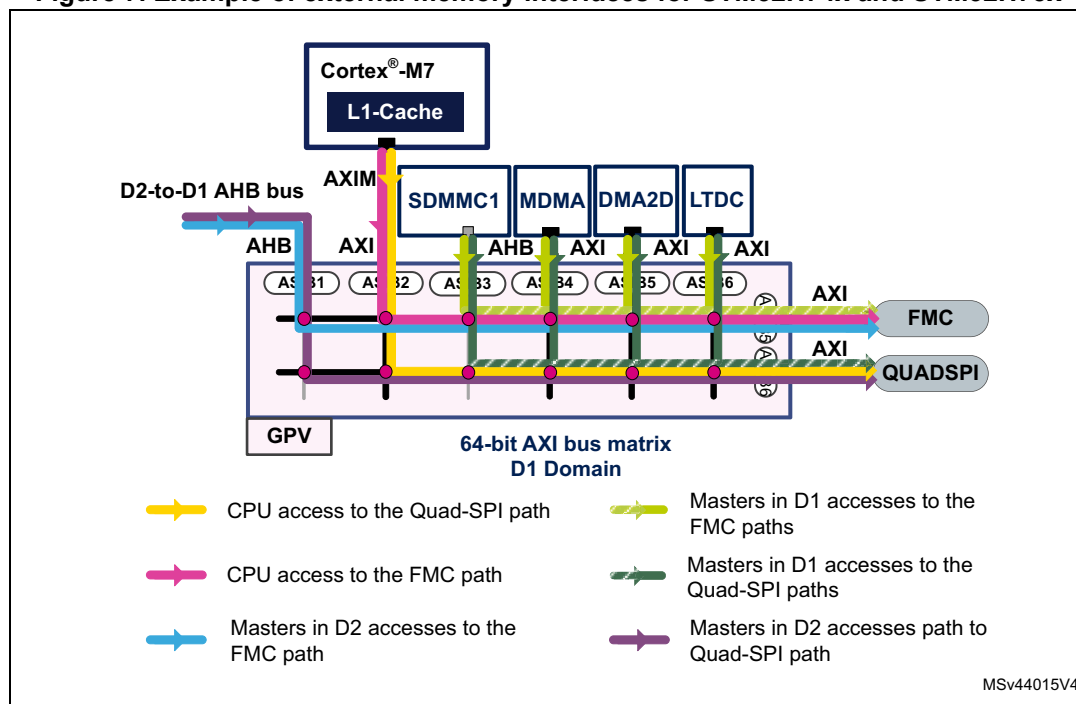 Cortex®-M7
L1-Cache
D2-to-D1 AHB bus
AXIM
SDMMC1
MDMA
DMA2D
LTDC
AHB
AXI
AHB
AXI
AXI
AXI
AXI
FMC
AXI
QUADSPI
GPV
64-bit AXI bus matrix
D1 Domain
CPU access to the Quad-SPI path
Masters in D1 accesses to the
FMC paths
CPU access to the FMC path
Masters in D1 accesses to the
Quad-SPI paths
Masters in D2 accesses to the
FMC path
Masters in D2 accesses path to
Quad-SPI path
MSv44015V4